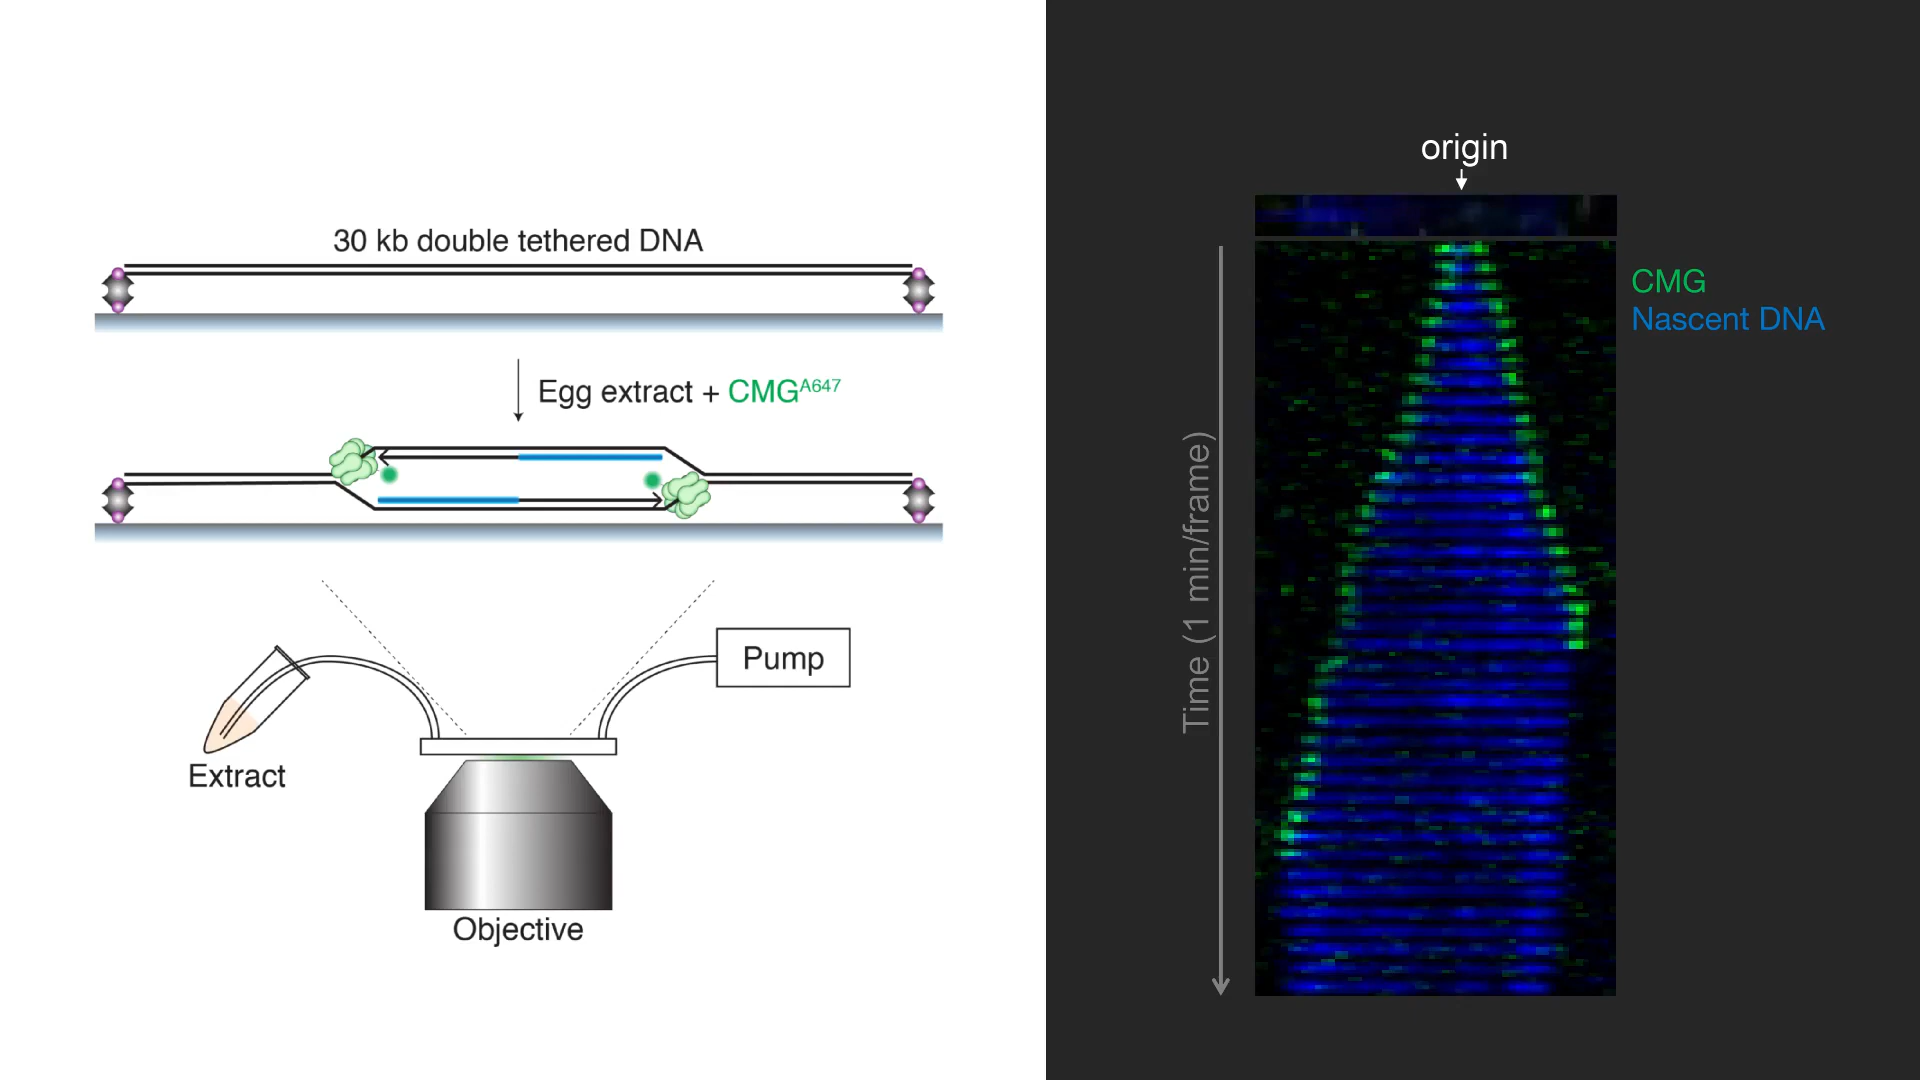 30 kb double tethered DNA
Egg extract + CMGA647
Extract
Pump
Objective
origin
CMG
Nascent DNA
Time (1 min/frame)